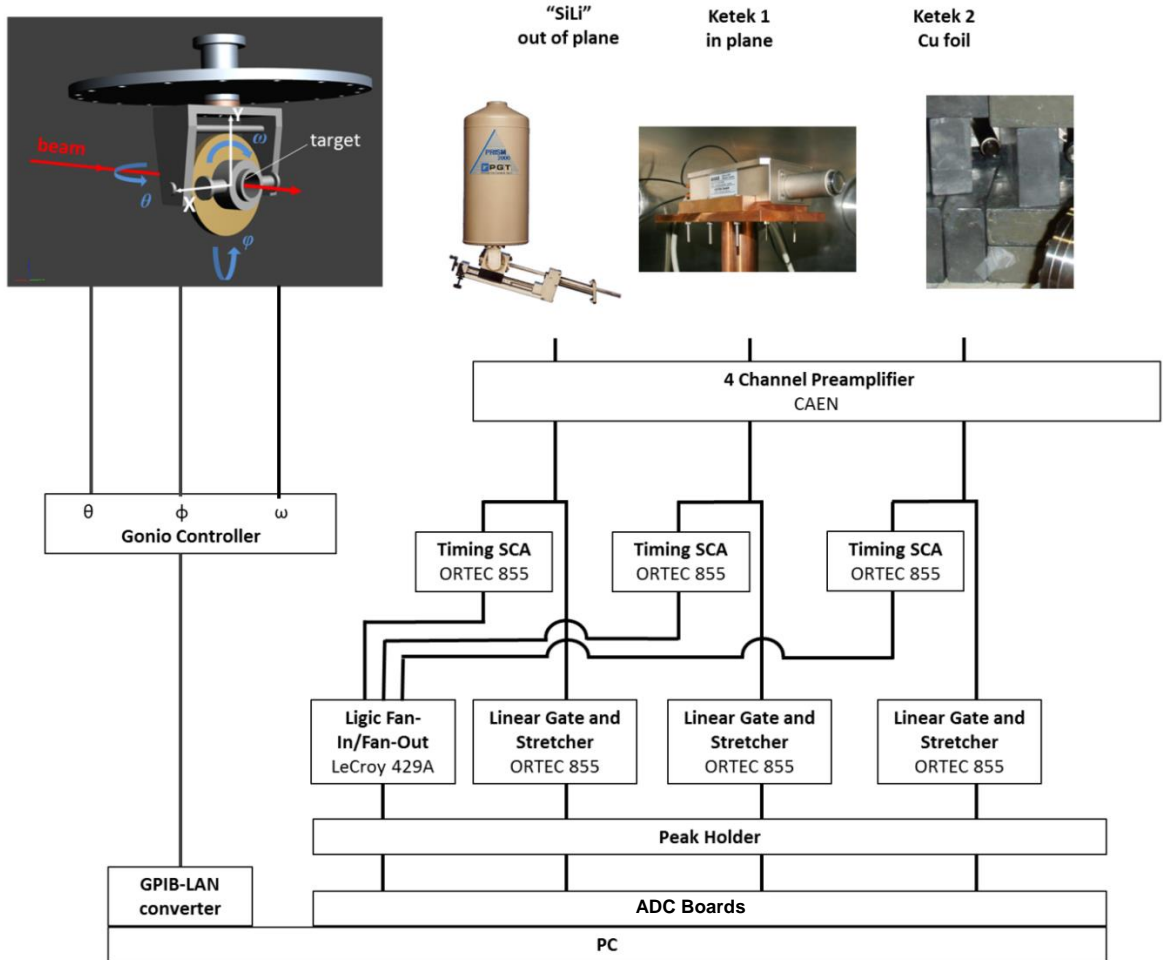 “SiLi”
out of plane
Ketek 1
in plane
Ketek 2
Cu foil
beam
θ
X
Y
ω
target
φ
PRISM
PGT
4 Channel Preamplifier
CAEN
θ ϕ ω
Gonio Controller
Timing SCA
ORTEC 855
Timing SCA
ORTEC 855
Timing SCA
ORTEC 855
Ligic Fan-
In/Fan-Out
LeCroy 429A
Linear Gate and
Stretcher
ORTEC 855
Linear Gate and
Stretcher
ORTEC 855
Linear Gate and
Stretcher
ORTEC 855
Peak Holder
GPIB-LAN
converter
ADC Boards
PC